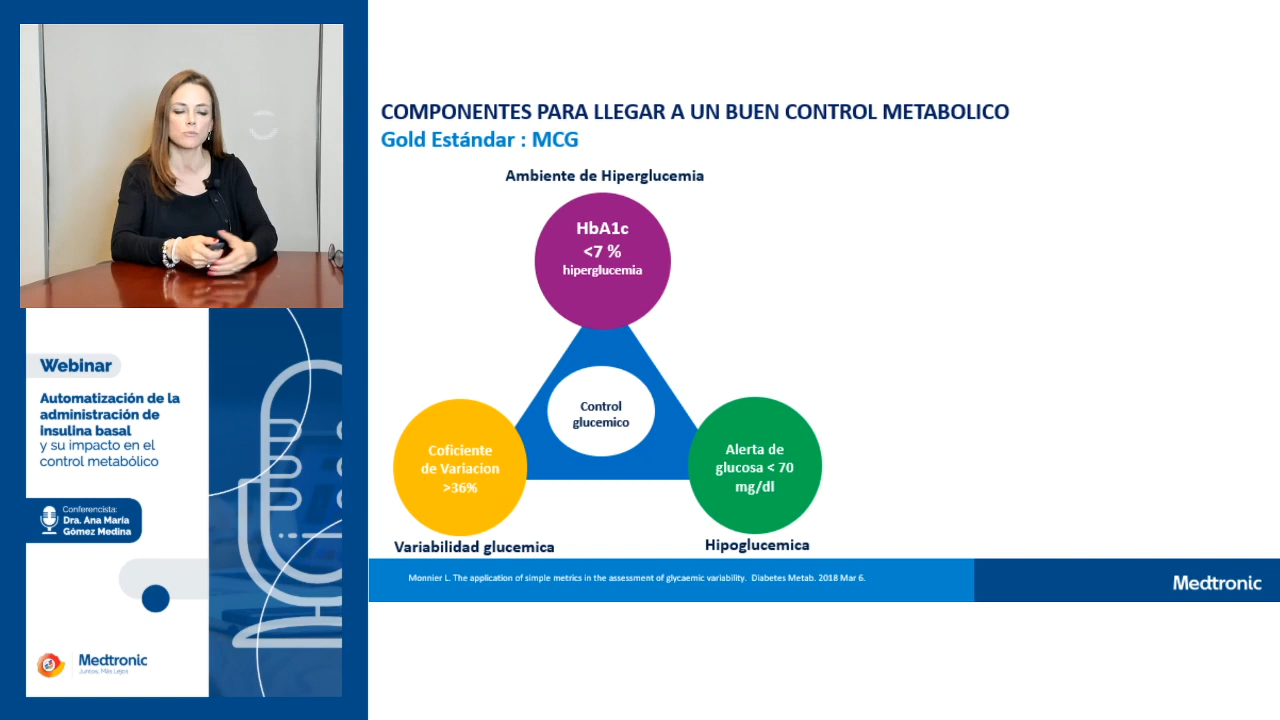 Webinar
Automatización de la
administración de
insulina basal
y su impacto en el
control metabólico
Conferencista:
Dra. Ana María
Gómez Medina
Medtronic
Juntos, Más Lejos
COMPONENTES PARA LLEGAR A UN BUEN CONTROL METABOLICO
Gold Estándar : MCG
Ambiente de Hiperglucemia
HbA1c
<7 %
hiperglucemia
Control
glucemico
Coficiente
de Variacion
>36%
Alerta de
glucosa < 70
mg/dl
Variabilidad glucemica
Hipoglucemica
Monnier L. The application of simple metrics in the assessment of glycaemic variability. Diabetes Metab. 2018 Mar 6.
Medtronic